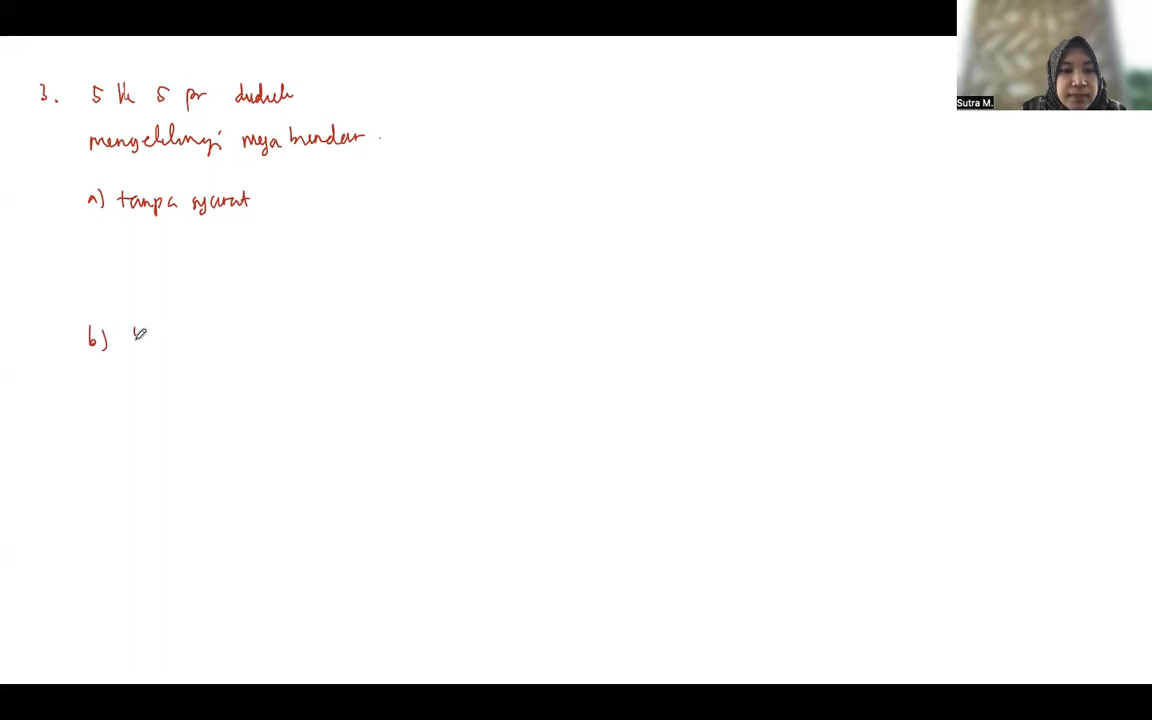 3. 5 lk 5 pr duduk
mengelilingi meja bundar.
a) tanpa syarat
b)
Sutra M.